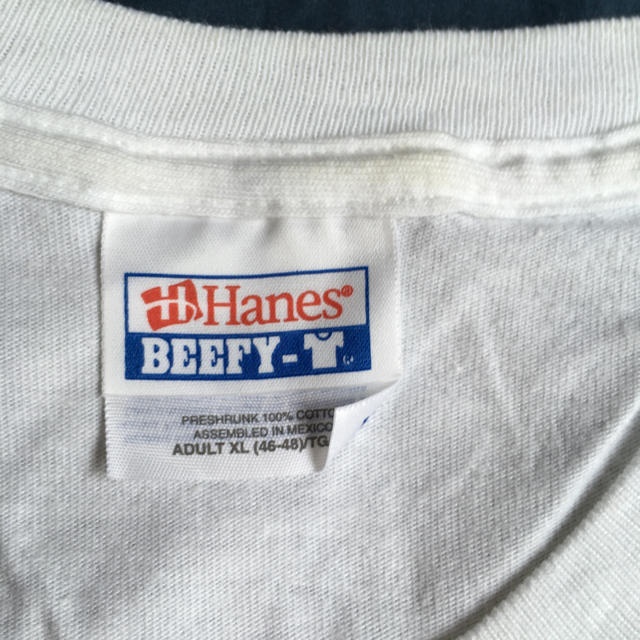 Hanes®
BEEFY-T
PRESHRUNK 100% COTTO
ASSEMBLED IN MEXICO
ADULT XL (46-48)/TG